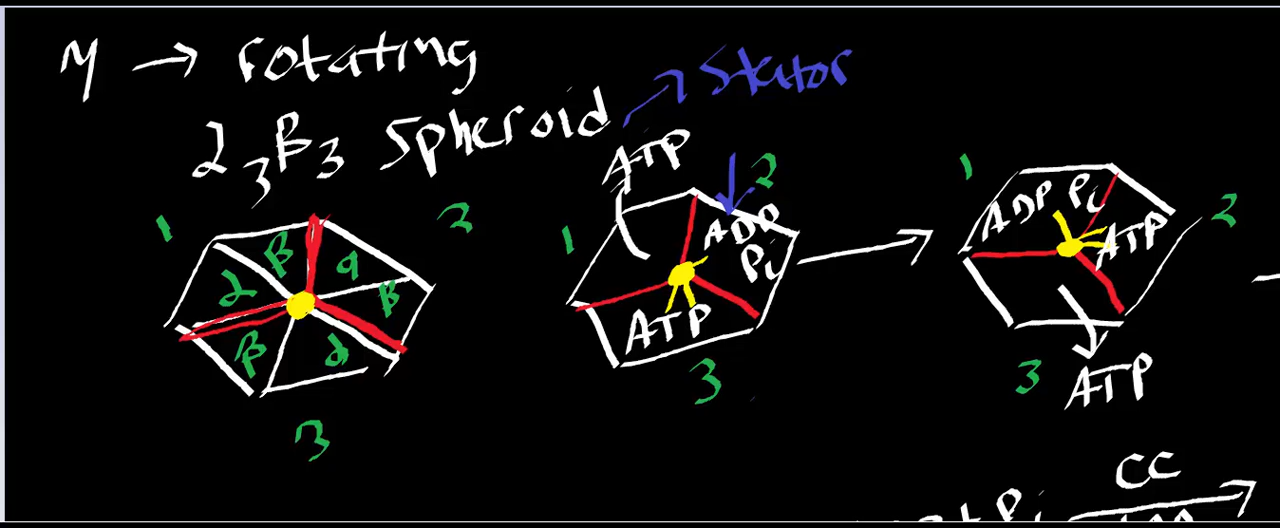 γ → rotating
α3β3 Spheroid → Stator
1 2
α β α β
β α
3
ATP
1 2
ADP
Pi
ATP
3
1 2
ADP Pi
ATP
3 ATP
CC
Pi